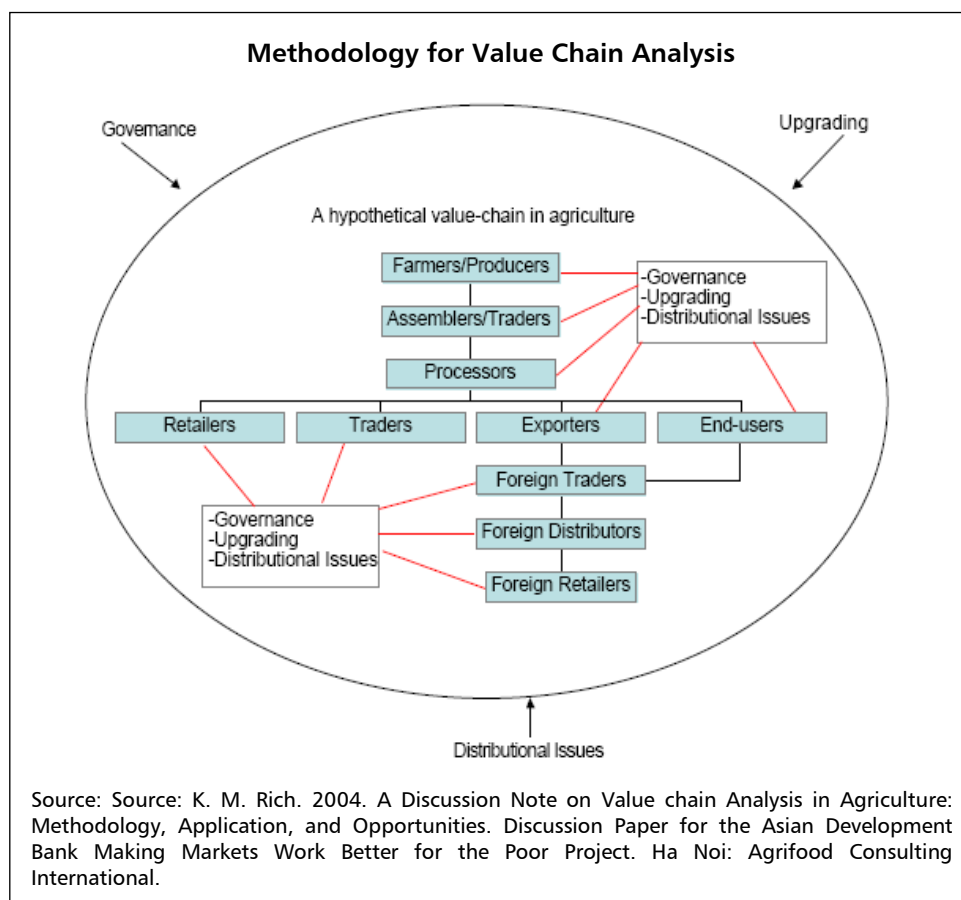 Methodology for Value Chain Analysis
Governance
Upgrading
A hypothetical value-chain in agriculture
Farmers/Producers
-Governance
-Upgrading
-Distributional Issues
Assemblers/Traders
Processors
Retailers
Traders
Exporters
End-users
Foreign Traders
-Governance
-Upgrading
-Distributional Issues
Foreign Distributors
Foreign Retailers
Distributional Issues
Source: Source: K. M. Rich. 2004. A Discussion Note on Value chain Analysis in Agriculture:
Methodology, Application, and Opportunities. Discussion Paper for the Asian Development
Bank Making Markets Work Better for the Poor Project. Ha Noi: Agrifood Consulting
International.